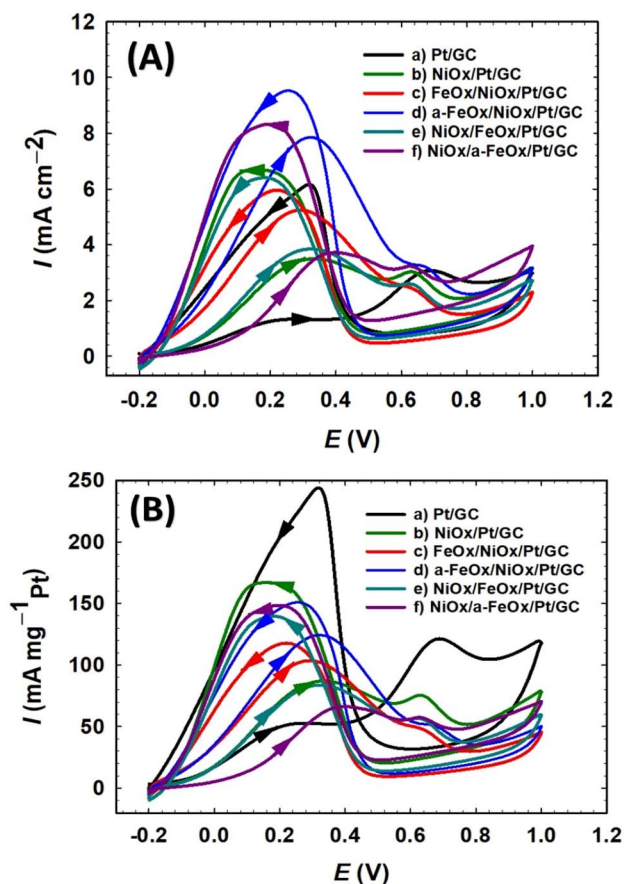 (A)
a) Pt/GC
b) NiOx/Pt/GC
c) FeOx/NiOx/Pt/GC
d) a-FeOx/NiOx/Pt/GC
e) NiOx/FeOx/Pt/GC
f) NiOx/a-FeOx/Pt/GC
12
10
8
6
4
2
0
I (mA cm−2)
-0.2 0.0 0.2 0.4 0.6 0.8 1.0 1.2
E (V)
(B)
a) Pt/GC
b) NiOx/Pt/GC
c) FeOx/NiOx/Pt/GC
d) a-FeOx/NiOx/Pt/GC
e) NiOx/FeOx/Pt/GC
f) NiOx/a-FeOx/Pt/GC
250
200
150
100
50
0
I (mA mg−1 Pt)
-0.2 0.0 0.2 0.4 0.6 0.8 1.0 1.2
E (V)